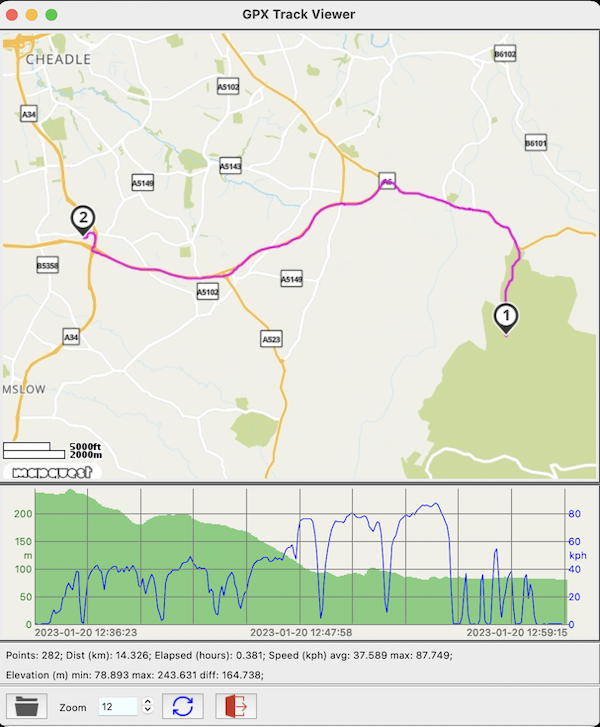 GPX Track Viewer
CHEADLE
B6102
A5102
A34
B6101
A5143
A5149
A6
2
B5358
A5149
A5102
1
A34
A523
MSLOW
5000ft
2000m
mapquest
200
150
m
100
50
0
80
60
kph
40
20
0
2023-01-20 12:36:23 2023-01-20 12:47:58 2023-01-20 12:59:15
Points: 282; Dist (km): 14.326; Elapsed (hours): 0.381; Speed (kph) avg: 37.589 max: 87.749;
Elevation (m) min: 78.893 max: 243.631 diff: 164.738;
Zoom 12